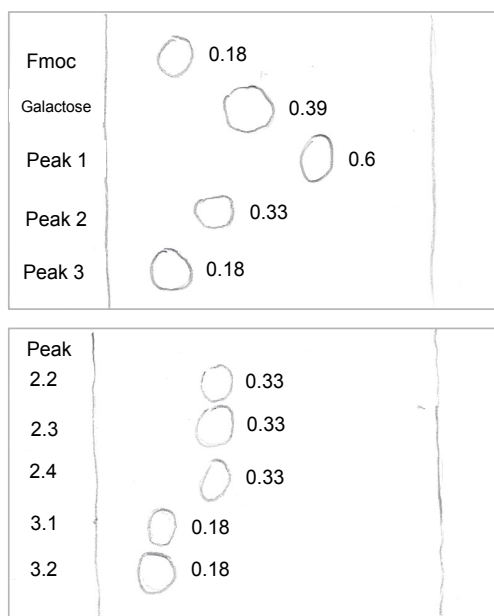 Fmoc 0.18
Galactose 0.39
Peak 1 0.6
Peak 2 0.33
Peak 3 0.18
Peak
2.2 0.33
2.3 0.33
2.4 0.33
3.1 0.18
3.2 0.18